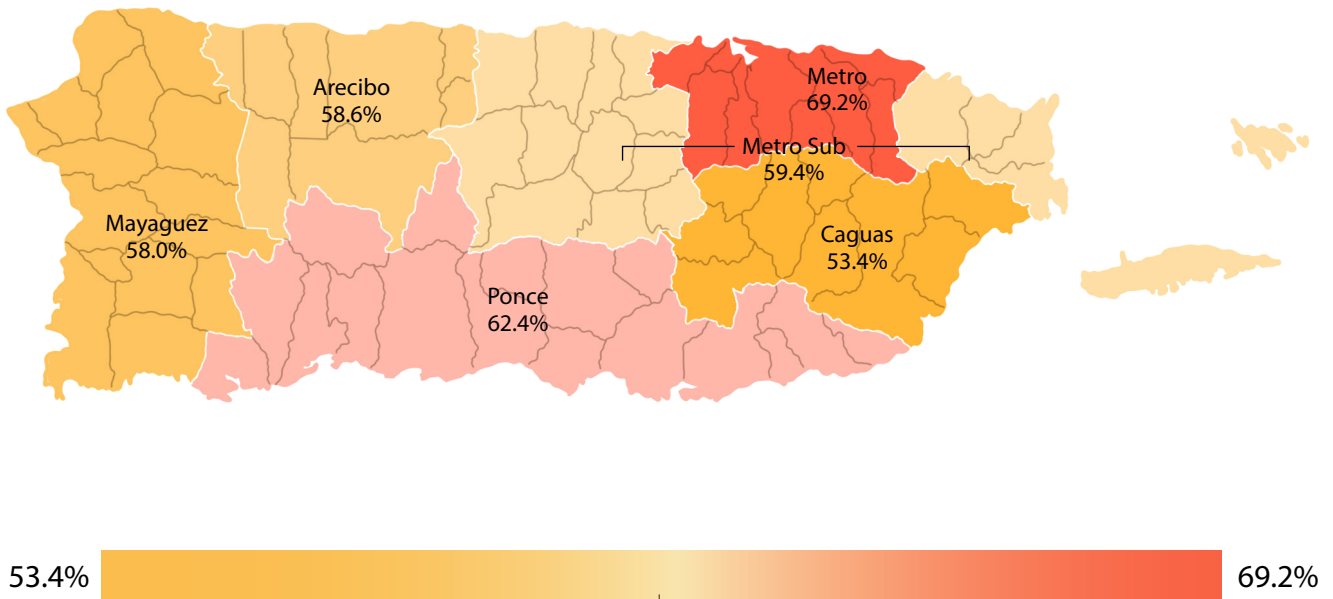 Arecibo
58.6%
Metro
69.2%
Metro Sub
59.4%
Mayaguez
58.0%
Caguas
53.4%
Ponce
62.4%
53.4%
69.2%